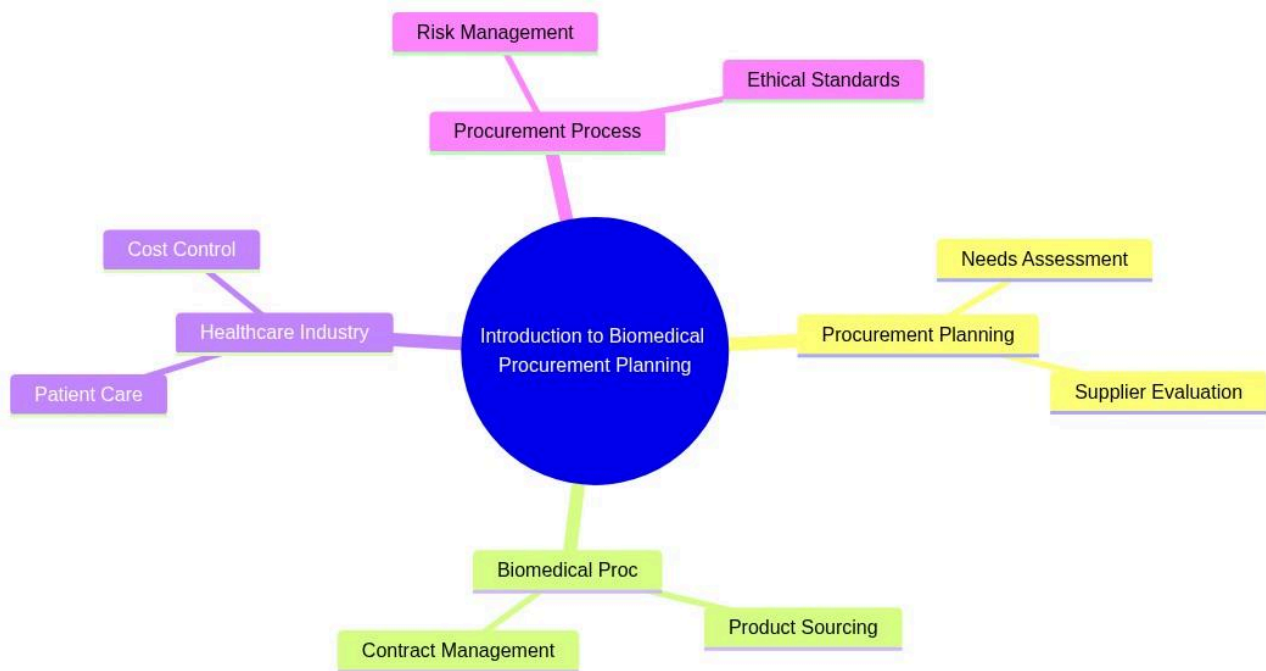 Risk Management
Ethical Standards
Procurement Process
Cost Control
Needs Assessment
Healthcare Industry
Introduction to Biomedical
Procurement Planning
Procurement Planning
Patient Care
Supplier Evaluation
Biomedical Proc
Product Sourcing
Contract Management